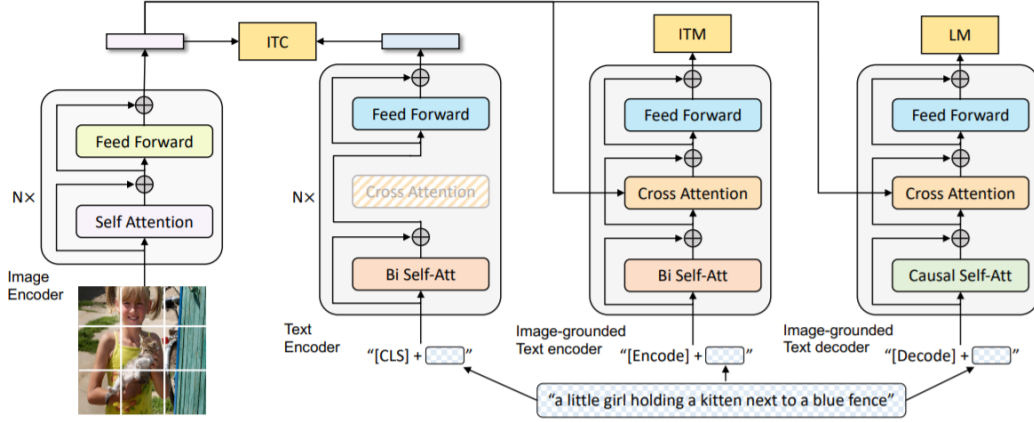 ITC
ITM
LM
Feed Forward
Self Attention
N×
Image
Encoder
Feed Forward
Cross Attention
Bi Self-Att
N×
Text
Encoder
"[CLS] + "
Feed Forward
Cross Attention
Bi Self-Att
Image-grounded
Text encoder
"[Encode] + "
Feed Forward
Cross Attention
Causal Self-Att
Image-grounded
Text decoder
"[Decode] + "
"a little girl holding a kitten next to a blue fence"